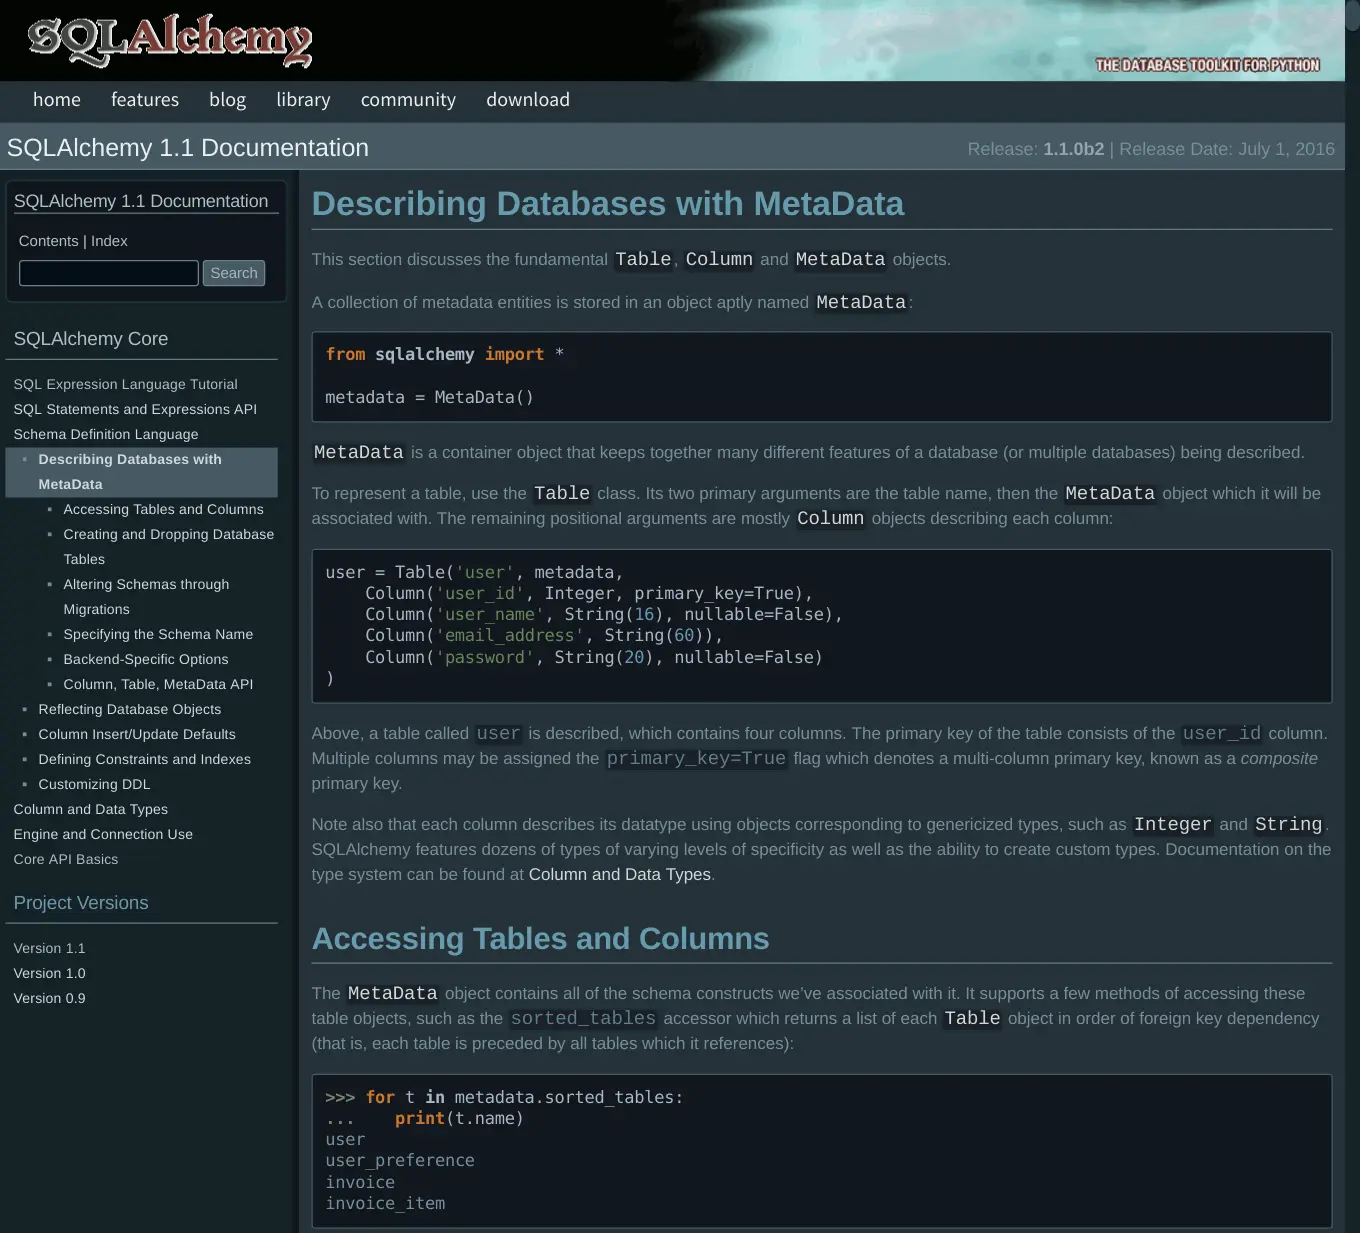 SQLAlchemy
THE DATABASE TOOLKIT FOR PYTHON
home features blog library community download
SQLAlchemy 1.1 Documentation
Release: 1.1.0b2 | Release Date: July 1, 2016
SQLAlchemy 1.1 Documentation
Contents | Index
Search
SQLAlchemy Core
SQL Expression Language Tutorial
SQL Statements and Expressions API
Schema Definition Language
▪ Describing Databases with
MetaData
▪ Accessing Tables and Columns
▪ Creating and Dropping Database
Tables
▪ Altering Schemas through
Migrations
▪ Specifying the Schema Name
▪ Backend-Specific Options
▪ Column, Table, MetaData API
▪ Reflecting Database Objects
▪ Column Insert/Update Defaults
▪ Defining Constraints and Indexes
▪ Customizing DDL
Column and Data Types
Engine and Connection Use
Core API Basics
Project Versions
Version 1.1
Version 1.0
Version 0.9
Describing Databases with MetaData
This section discusses the fundamental Table, Column and MetaData objects.
A collection of metadata entities is stored in an object aptly named MetaData:
from sqlalchemy import *
metadata = MetaData()
MetaData is a container object that keeps together many different features of a database (or multiple databases) being described.
To represent a table, use the Table class. Its two primary arguments are the table name, then the MetaData object which it will be
associated with. The remaining positional arguments are mostly Column objects describing each column:
user = Table('user', metadata,
    Column('user_id', Integer, primary_key=True),
    Column('user_name', String(16), nullable=False),
    Column('email_address', String(60)),
    Column('password', String(20), nullable=False)
)
Above, a table called user is described, which contains four columns. The primary key of the table consists of the user_id column.
Multiple columns may be assigned the primary_key=True flag which denotes a multi-column primary key, known as a composite
primary key.
Note also that each column describes its datatype using objects corresponding to genericized types, such as Integer and String.
SQLAlchemy features dozens of types of varying levels of specificity as well as the ability to create custom types. Documentation on the
type system can be found at Column and Data Types.
Accessing Tables and Columns
The MetaData object contains all of the schema constructs we’ve associated with it. It supports a few methods of accessing these
table objects, such as the sorted_tables accessor which returns a list of each Table object in order of foreign key dependency
(that is, each table is preceded by all tables which it references):
>>> for t in metadata.sorted_tables:
...    print(t.name)
user
user_preference
invoice
invoice_item